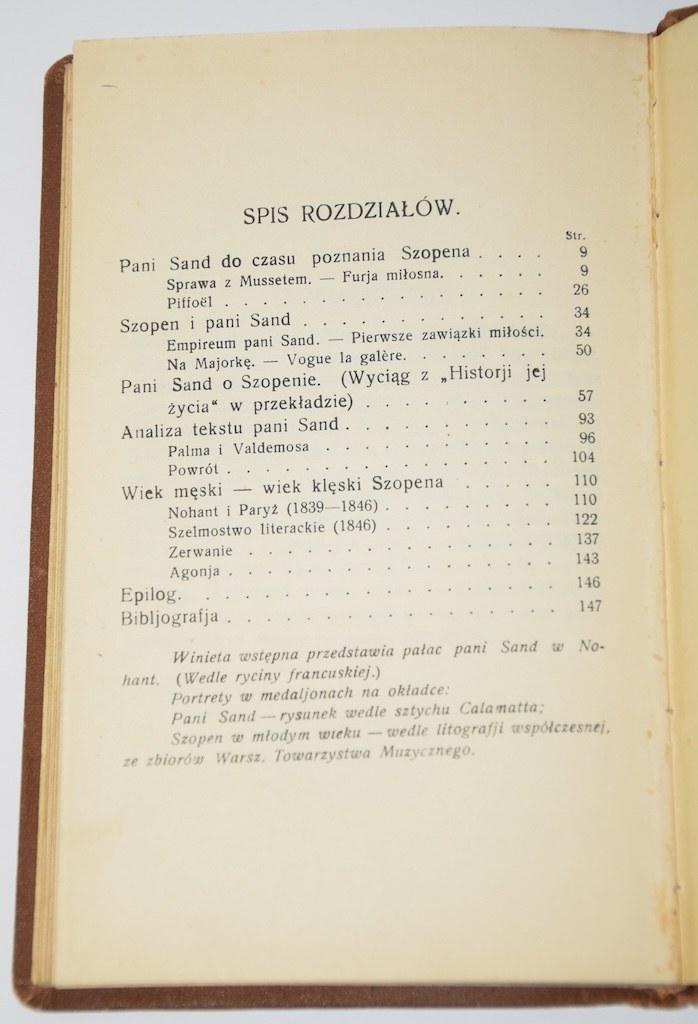 SPIS ROZDZIAŁÓW.
Str.
Pani Sand do czasu poznania Szopena . . . . 9
Sprawa z Mussetem. — Furja miłosna. . . . . . 9
Piffoël . . . . . . . . . . . . . . . . . 26
Szopen i pani Sand . . . . . . . . . . . . . 34
Empireum pani Sand. — Pierwsze zawiązki miłości. 34
Na Majorkę. — Vogue la galère. . . . . . . . 50
Pani Sand o Szopenie. (Wyciąg z „Historji jej
życia“ w przekładzie) . . . . . . . . . . 57
Analiza tekstu pani Sand . . . . . . . . . . . 93
Palma i Valdemosa . . . . . . . . . . . . 96
Powrót . . . . . . . . . . . . . . . . . 104
Wiek męski — wiek klęski Szopena . . . . . 110
Nohant i Paryż (1839—1846) . . . . . . . . . 110
Szelmostwo literackie (1846) . . . . . . . . . 122
Zerwanie . . . . . . . . . . . . . . . . 137
Agonja . . . . . . . . . . . . . . . . . 143
Epilog. . . . . . . . . . . . . . . . . . . 146
Bibljografja . . . . . . . . . . . . . . . . . 147
Winieta wstępna przedstawia pałac pani Sand w No-
hant. (Wedle ryciny francuskiej.)
Portrety w medaljonach na okładce:
Pani Sand — rysunek wedle sztychu Calamatta;
Szopen w młodym wieku — wedle litografji współczesnej,
ze zbiorów Warsz. Towarzystwa Muzycznego.